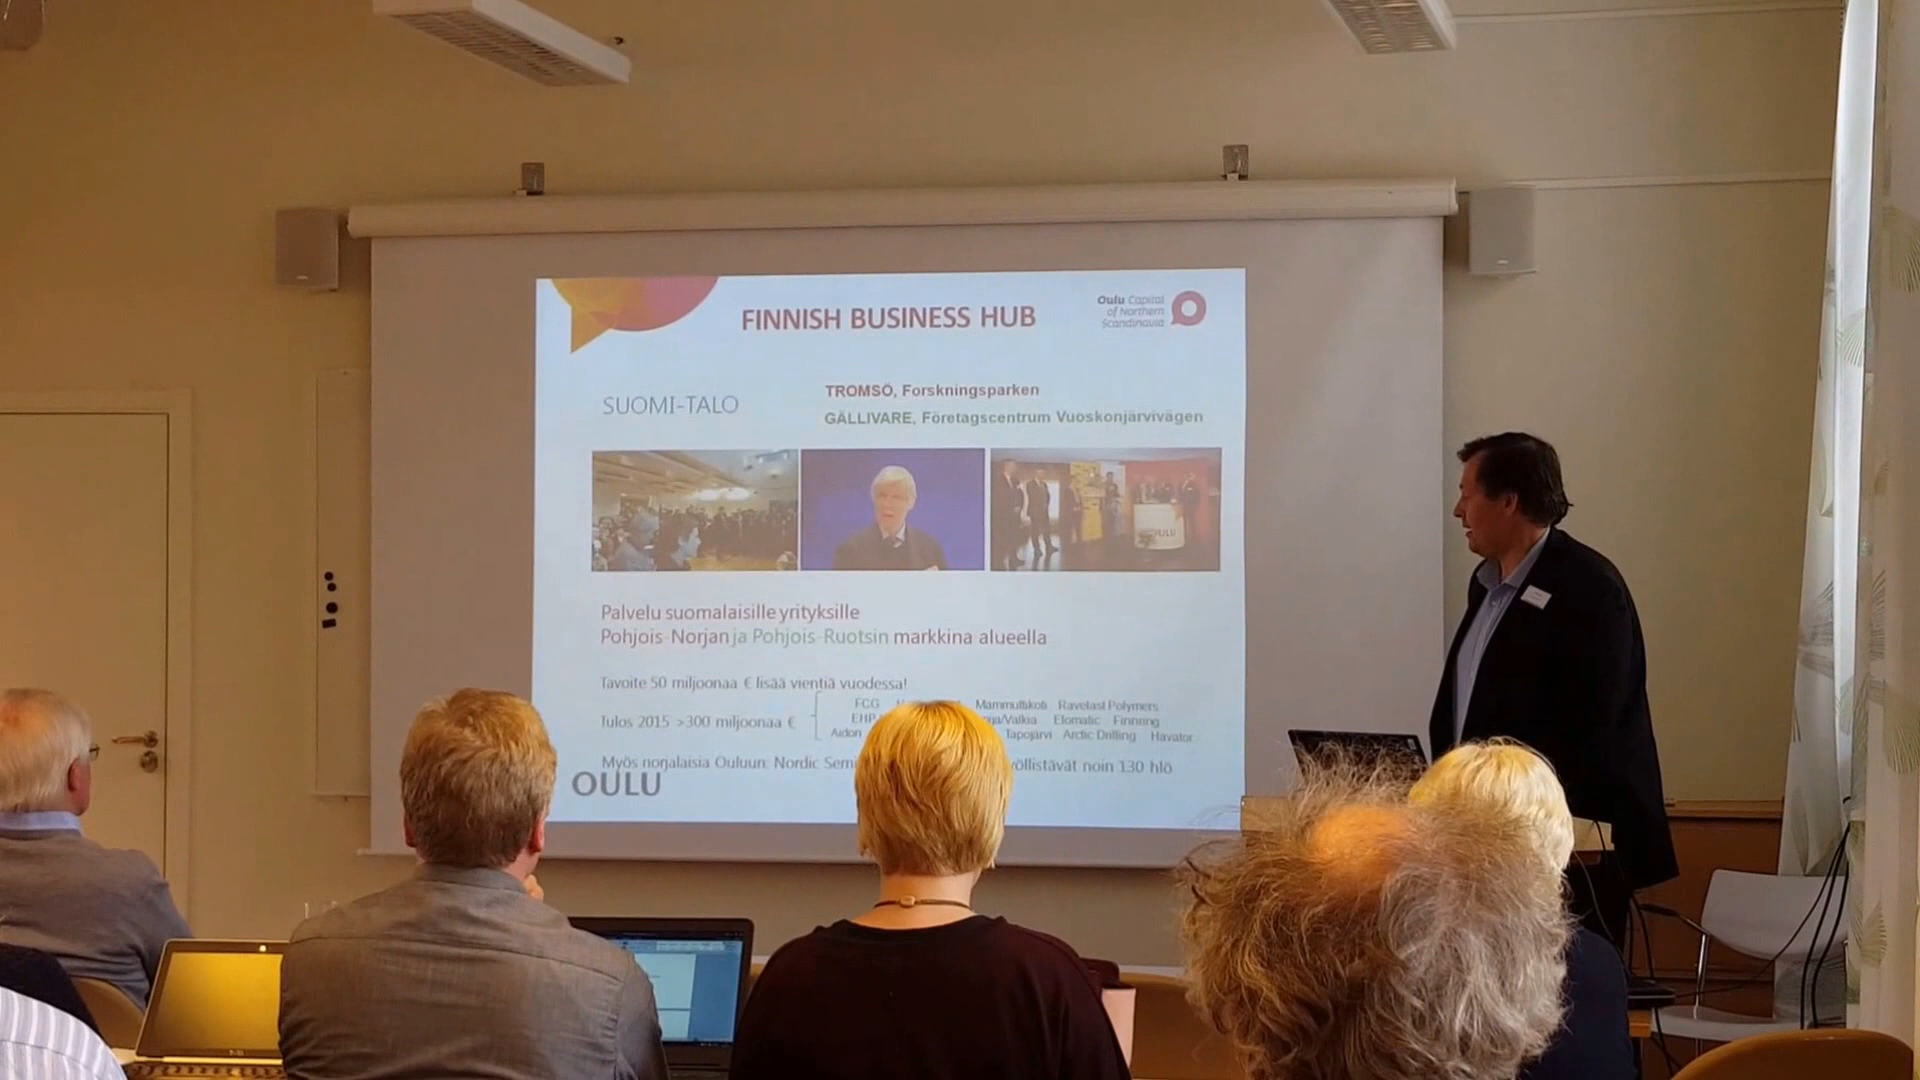 FINNISH BUSINESS HUB
Oulu Capital
of Northern
Scandinavia
SUOMI-TALO
TROMSÖ, Forskningsparken
GÄLLIVARE, Företagscentrum Vuoskonjärvivägen
OULU
Palvelu suomalaisille yrityksille
Pohjois-Norjan ja Pohjois-Ruotsin markkina alueella
Tavoite 50 miljoonaa € lisää vientiä vuodessa!
Tulos 2015 >300 miljoonaa €
FCG Mammuttikoti Ravelast Polymers
EHP Elomatic Finnring
Aidon Tapojärvi Arctic Drilling Havator
Myös norjalaisia Ouluun: Nordic Semi yöllistävät noin 130 hlö
OULU